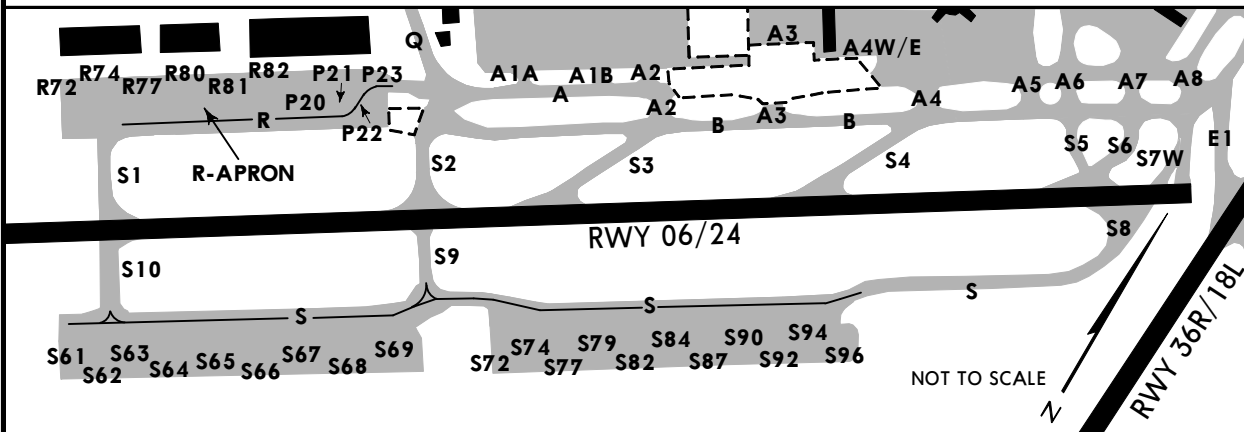 A3
Q
A4W/E
R74
R80
R82
P21
P23
A1A
A1B
A2
R72
R77
R81
A5
A6
A7
A8
A
P20
A2
A3
A4
R
P22
B
B
S1
R-APRON
S2
S3
S4
S5
S6
S7W
E1
RWY 06/24
S8
S10
S9
S
S
S
S61
S63
S65
S67
S69
S62
S64
S66
S68
S74
S79
S84
S90
S94
S72
S77
S82
S87
S92
S96
NOT TO SCALE
N
RWY 36R/18L